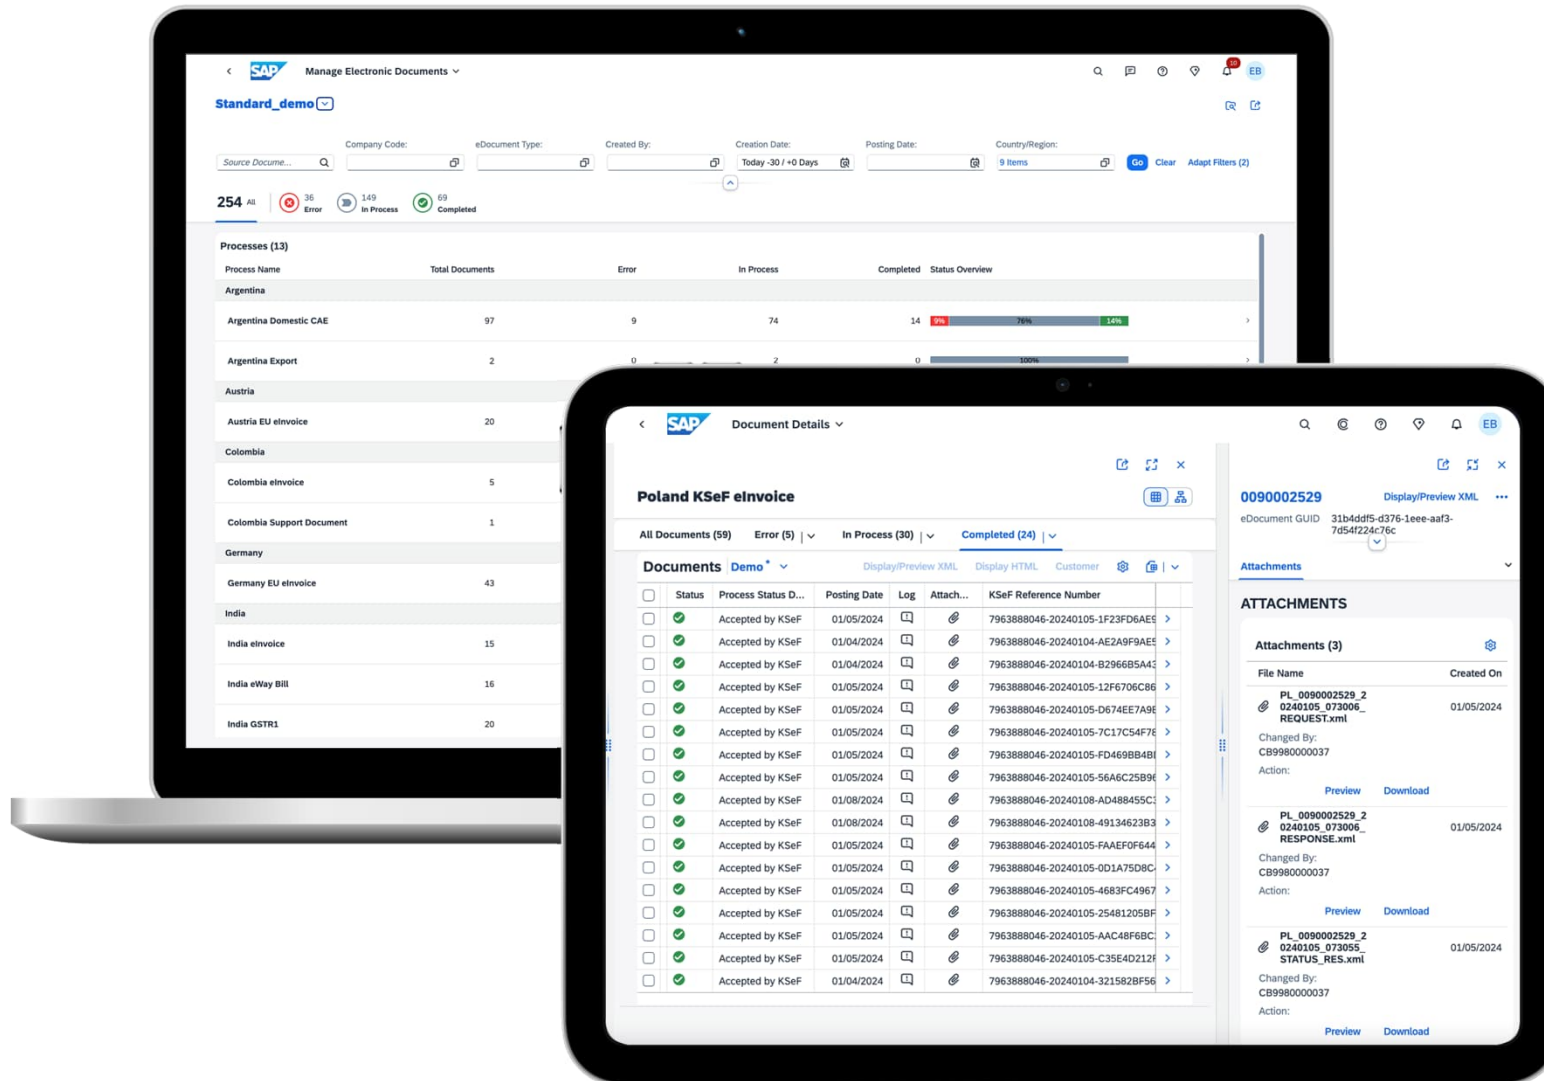 SAP Manage Electronic Documents
10
EB
Standard_demo
Company Code: eDocument Type: Created By: Creation Date: Posting Date: Country/Region:
Source Docume... Today -30 / +0 Days 9 Items Go Clear Adapt Filters (2)
254 All 36 Error 149 In Process 69 Completed
Processes (13)
Process Name Total Documents Error In Process Completed Status Overview
Argentina
Argentina Domestic CAE 97 9 74 14 9% 76% 14%
Argentina Export 2 0 2 0 100%
Austria
Austria EU eInvoice 20
Colombia
Colombia eInvoice 5
Colombia Support Document 1
Germany
Germany EU eInvoice 43
India
India eInvoice 15
India eWay Bill 16
India GSTR1 20
SAP Document Details
EB
Poland KSeF eInvoice
All Documents (59) Error (5) In Process (30) Completed (24)
Documents Demo* Display/Preview XML Display HTML Customer
Status Process Status D... Posting Date Log Attach... KSeF Reference Number
Accepted by KSeF 01/05/2024 7963888046-20240105-1F23FD6AE9
Accepted by KSeF 01/04/2024 7963888046-20240104-AE2A9F9AE5
Accepted by KSeF 01/04/2024 7963888046-20240104-B2966B5A43
Accepted by KSeF 01/05/2024 7963888046-20240105-12F6706C86
Accepted by KSeF 01/05/2024 7963888046-20240105-D674EE7A9E
Accepted by KSeF 01/05/2024 7963888046-20240105-7C17C54F78
Accepted by KSeF 01/05/2024 7963888046-20240105-FD469BB4B
Accepted by KSeF 01/05/2024 7963888046-20240105-56A6C25B96
Accepted by KSeF 01/08/2024 7963888046-20240108-AD488455C
Accepted by KSeF 01/08/2024 7963888046-20240108-49134623B3
Accepted by KSeF 01/05/2024 7963888046-20240105-FAAEF0F644
Accepted by KSeF 01/05/2024 7963888046-20240105-0D1A75D8C
Accepted by KSeF 01/05/2024 7963888046-20240105-4683FC4967
Accepted by KSeF 01/05/2024 7963888046-20240105-25481205BF
Accepted by KSeF 01/05/2024 7963888046-20240105-AAC48F6BC
Accepted by KSeF 01/05/2024 7963888046-20240105-C35E4D212
Accepted by KSeF 01/04/2024 7963888046-20240104-321582BF56
0090002529 Display/Preview XML
eDocument GUID 31b4ddf5-d376-1eee-aaf3-
7d54f224c76c
Attachments
ATTACHMENTS
Attachments (3)
File Name Created On
PL_0090002529_2
0240105_073006_ 01/05/2024
REQUEST.xml
Changed By:
CB9980000037
Action:
Preview Download
PL_0090002529_2
0240105_073006_ 01/05/2024
RESPONSE.xml
Changed By:
CB9980000037
Action:
Preview Download
PL_0090002529_2
0240105_073055_ 01/05/2024
STATUS_RES.xml
Changed By:
CB9980000037
Action:
Preview Download